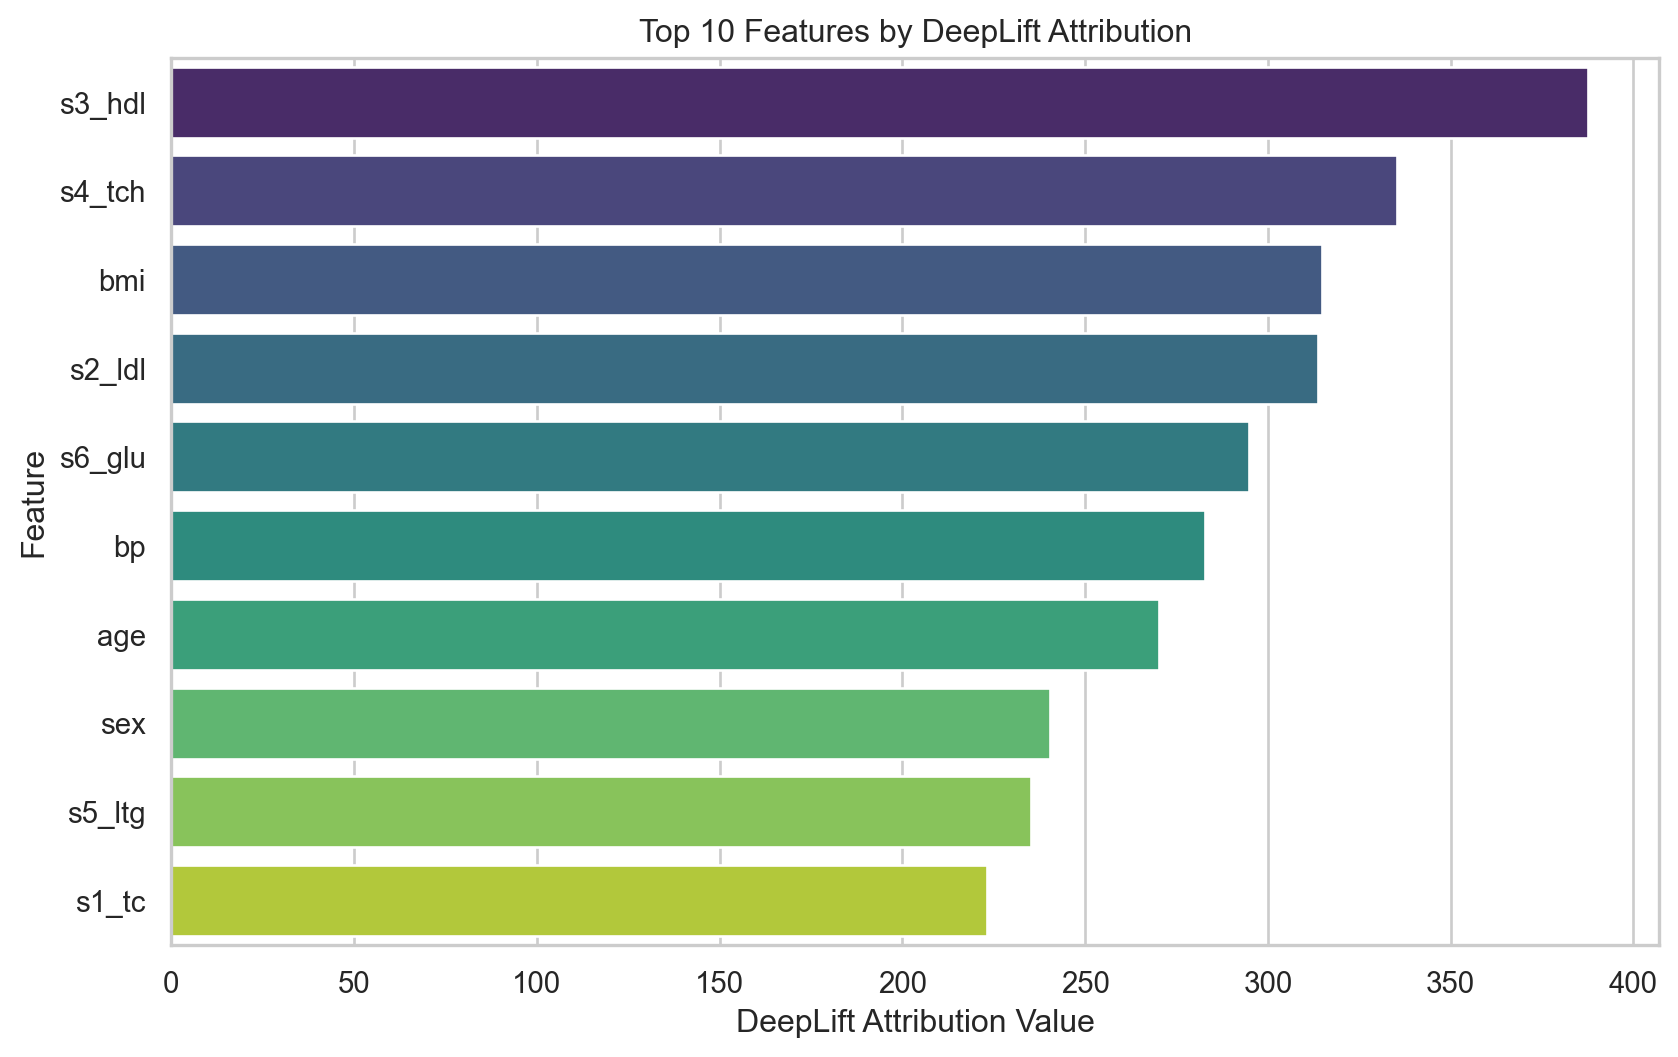 Top 10 Features by DeepLift Attribution
Feature
s3_hdl
s4_tch
bmi
s2_ldl
s6_glu
bp
age
sex
s5_ltg
s1_tc
0 50 100 150 200 250 300 350 400
DeepLift Attribution Value